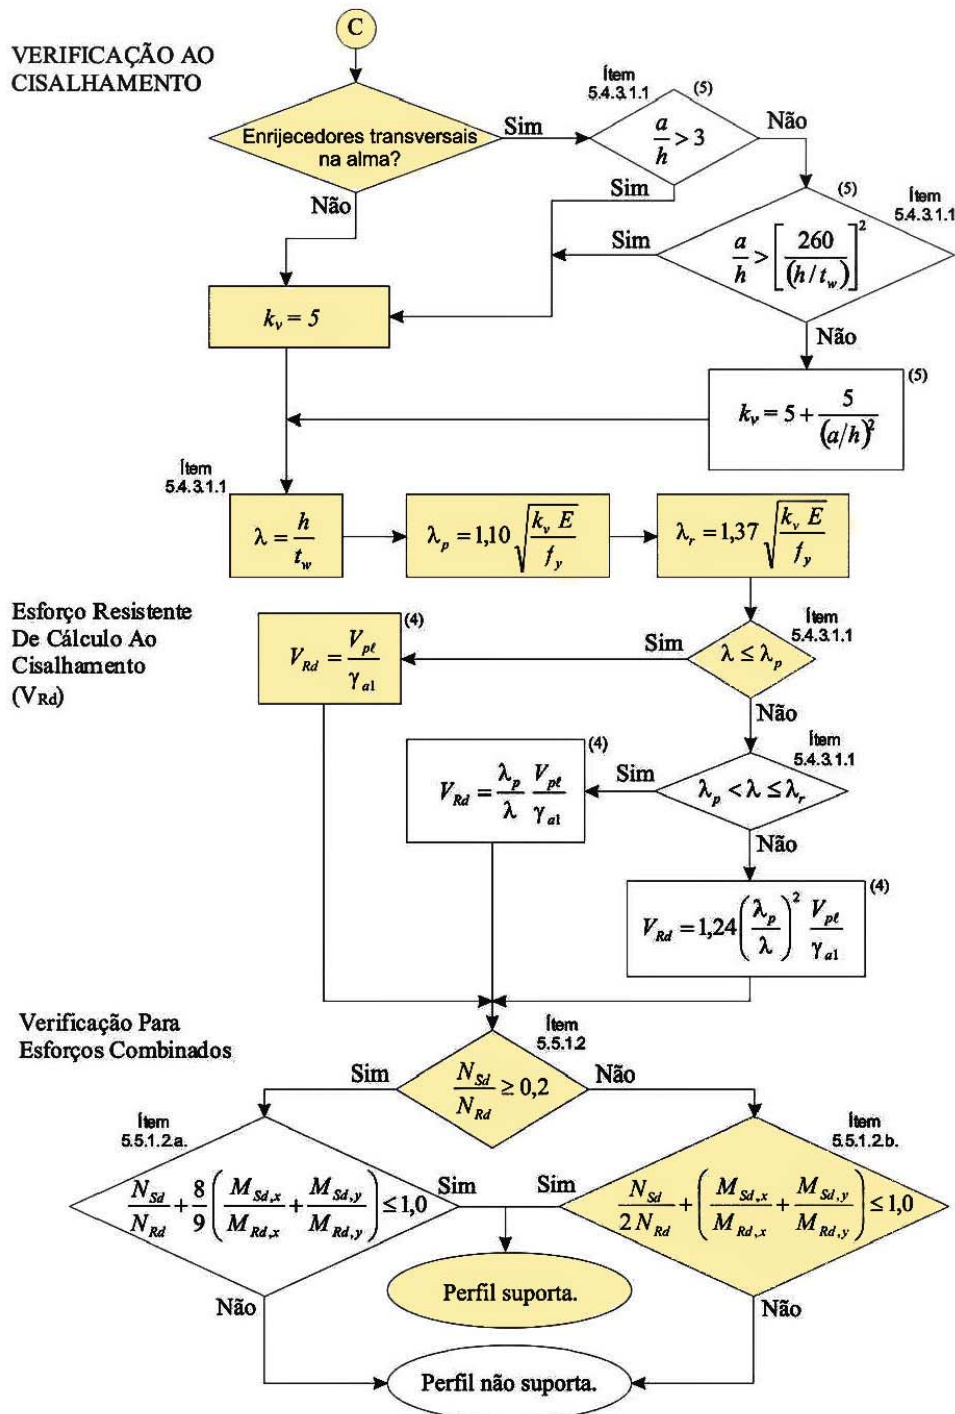 C
VERIFICAÇÃO AO
CISALHAMENTO
Enrijecedores transversais
na alma?
Sim
Não
Ítem
5.4.3.1.1
(5)
a/h > 3
Não
Sim
(5)
Ítem
5.4.3.1.1
a/h > [260/(h/t_w)]²
Sim
Não
k_v = 5
(5)
k_v = 5 + 5/(a/h)²
Ítem
5.4.3.1.1
λ = h/t_w
λ_p = 1,10 √(k_v E/f_y)
λ_r = 1,37 √(k_v E/f_y)
Esforço Resistente
De Cálculo Ao
Cisalhamento
(V_Rd)
(4)
V_Rd = V_pℓ/γ_a1
Sim
Ítem
5.4.3.1.1
λ ≤ λ_p
Não
(4)
V_Rd = λ_p/λ V_pℓ/γ_a1
Sim
Ítem
5.4.3.1.1
λ_p < λ ≤ λ_r
Não
(4)
V_Rd = 1,24 (λ_p/λ)² V_pℓ/γ_a1
Verificação Para
Esforços Combinados
Ítem
5.5.1.2
Sim
N_Sd/N_Rd ≥ 0,2
Não
Ítem
5.5.1.2.a.
N_Sd/N_Rd + 8/9 (M_Sd,x/M_Rd,x + M_Sd,y/M_Rd,y) ≤ 1,0
Sim
Sim
Ítem
5.5.1.2.b.
N_Sd/2 N_Rd + (M_Sd,x/M_Rd,x + M_Sd,y/M_Rd,y) ≤ 1,0
Perfil suporta.
Não
Não
Perfil não suporta.